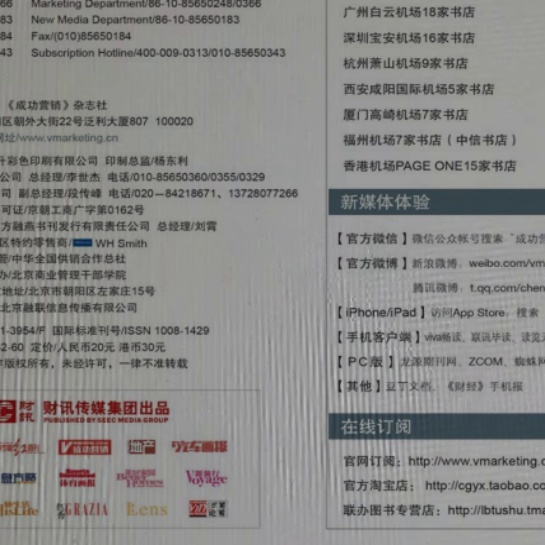 66 Marketing Department/86-10-85650248/0366
83 New Media Department/86-10-85650183
84 Fax/(010)85650184
43 Subscription Hotline/400-009-0313/010-85650343
《成功营销》杂志社
区朝外大街22号泛利大厦807 100020
网址/www.vmarketing.cn
升彩色印刷有限公司 印制总监/杨东利
公司 总经理/李世杰 电话/010-85650360/0355/0329
公司 副总经理/段传峰 电话/020—84218671、13728077266
许可证/京朝工商广字第0162号
方融燕书刊发行有限责任公司 总经理/刘霄
区特约零售商/ WH Smith
管/中华全国供销合作总社
办/北京商业管理干部学院
地址/北京市朝阳区左家庄15号
北京融联信息传播有限公司
1-3954/F 国际标准刊号/ISSN 1008-1429
2-60 定价/人民币20元 港币30元
版权所有，未经许可，一律不准转载
财讯 财讯传媒集团出品
PUBLISHED BY SEEC MEDIA GROUP
成功营销 地产 汽车画报
体育画报 Better Homes Voyage
GRAZIA Lens
广州白云机场18家书店
深圳宝安机场16家书店
杭州萧山机场9家书店
西安咸阳国际机场5家书店
厦门高崎机场7家书店
福州机场7家书店（中信书店）
香港机场PAGE ONE15家书店
新媒体体验
【官方微信】微信公众帐号搜索“成功营
【官方微博】新浪微博：weibo.com/vm
腾讯微博：t.qq.com/chen
【iPhone/iPad】访问App Store，搜索
【手机客户端】viva畅读、联讯毕读、读览天
【PC版】龙源期刊网、ZCOM、蜘蛛网
【其他】豆丁文档、《财经》手机报
在线订阅
官网订阅：http://www.vmarketing.c
官方淘宝店：http://cgyx.taobao.co
联办图书专营店：http://lbtushu.tma